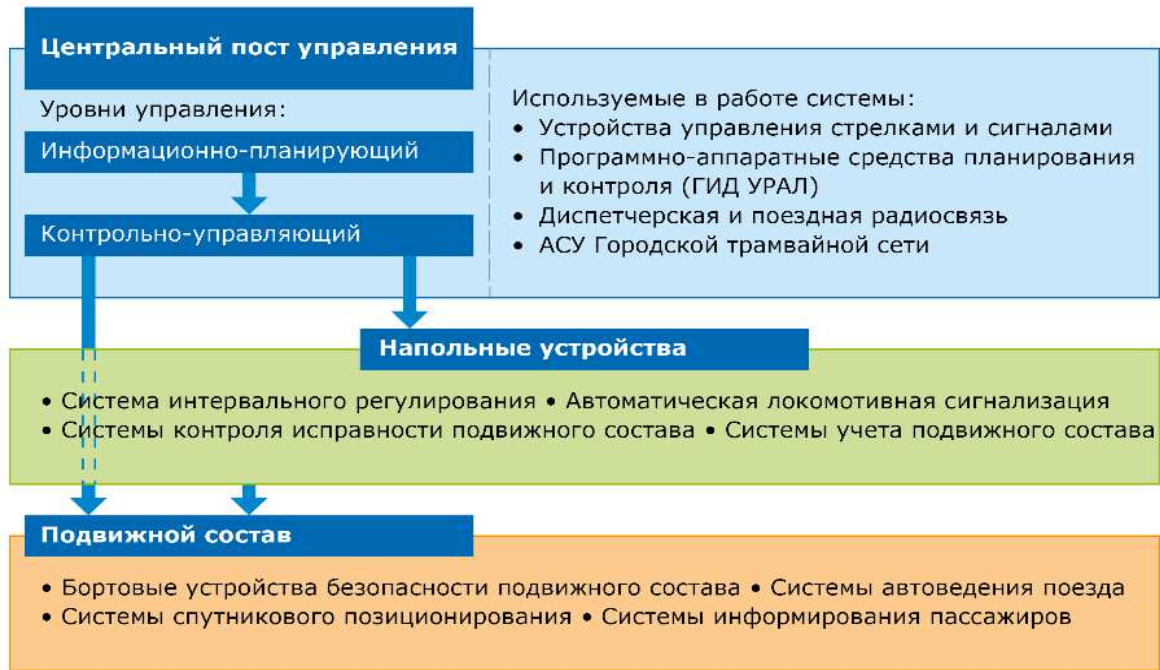 Центральный пост управления
Уровни управления:
Информационно-планирующий
Контрольно-управляющий
Используемые в работе системы:
• Устройства управления стрелками и сигналами
• Программно-аппаратные средства планирования
и контроля (ГИД УРАЛ)
• Диспетчерская и поездная радиосвязь
• АСУ Городской трамвайной сети
Напольные устройства
• Система интервального регулирования • Автоматическая локомотивная сигнализация
• Системы контроля исправности подвижного состава • Системы учета подвижного состава
Подвижной состав
• Бортовые устройства безопасности подвижного состава • Системы автоведения поезда
• Системы спутникового позиционирования • Системы информирования пассажиров